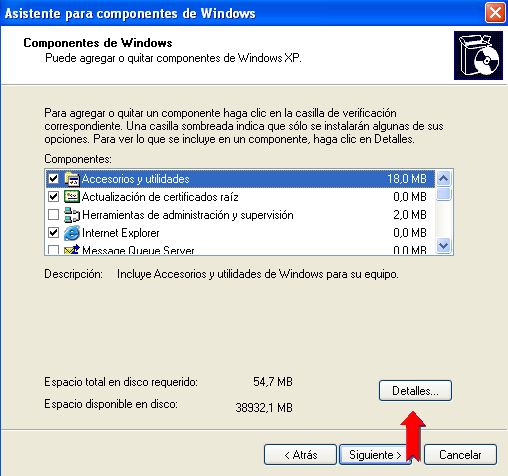 Asistente para componentes de Windows
Componentes de Windows
Puede agregar o quitar componentes de Windows XP.
Para agregar o quitar un componente haga clic en la casilla de verificación
correspondiente. Una casilla sombreada indica que sólo se instalarán algunas de sus
opciones. Para ver lo que se incluye en un componente, haga clic en Detalles.
Componentes:
Accesorios y utilidades 18,0 MB
Actualización de certificados raíz 0,0 MB
Herramientas de administración y supervisión 2,0 MB
Internet Explorer 0,0 MB
Message Queue Server 0,0 MB
Descripción: Incluye Accesorios y utilidades de Windows para su equipo.
Espacio total en disco requerido: 54,7 MB
Espacio disponible en disco: 38932,1 MB
Detalles...
< Atrás
Siguiente >
Cancelar